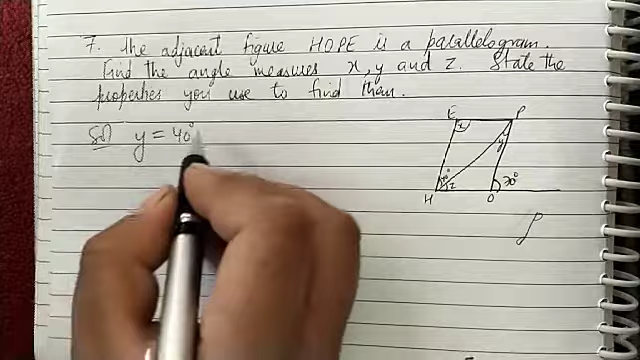 7. The adjacent figure HOPE is a parallelogram.
Find the angle measures x, y and z. State the
properties you use to find them.
Sol) y = 40°
E P
x
y
40° z 70°
H O